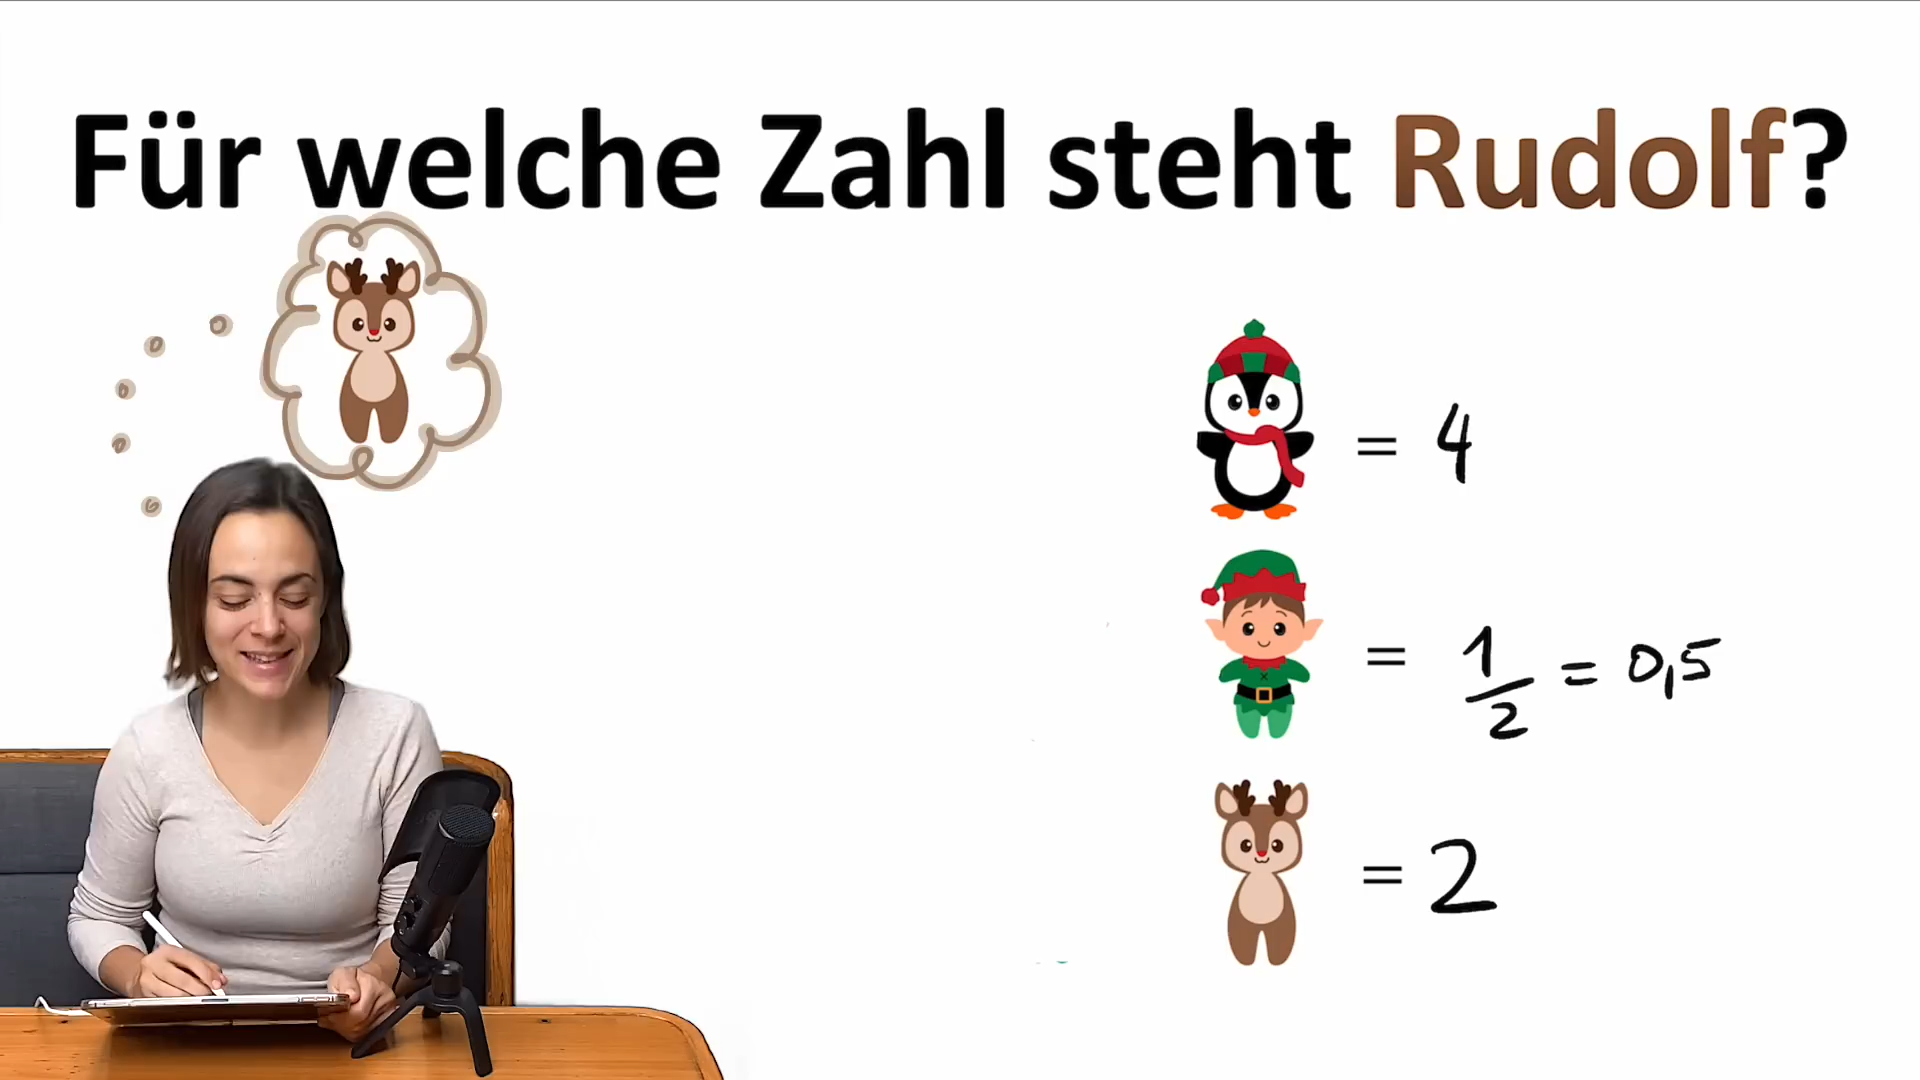 Für welche Zahl steht Rudolf?
= 4
= 1/2 = 0,5
= 2